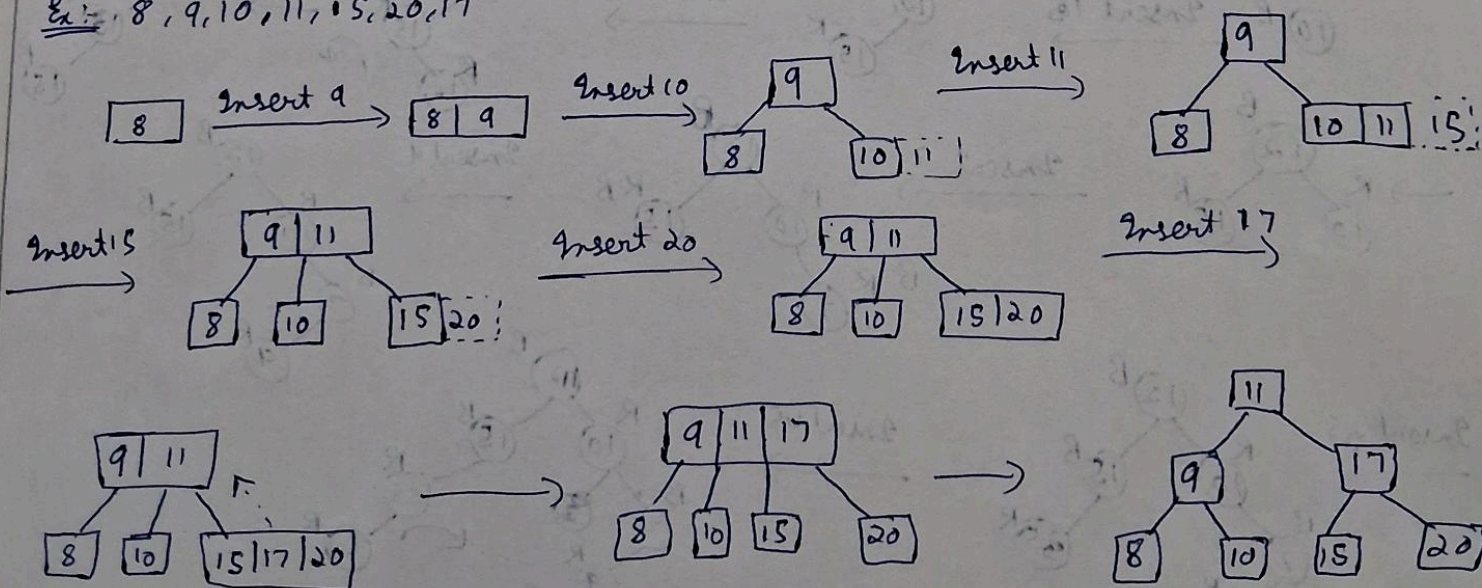 Ex :- 8, 9, 10, 11, 15, 20, 17
8 Insert 9 8 9 Insert 10 9 Insert 11 9
8 10 11 8 10 11 15
Insert 15 9 11 Insert 20 9 11 Insert 17
8 10 15 20 8 10 15 20
9 11 9 11 17 11
9 17
8 10 15 17 20 8 10 15 20 8 10 15 20